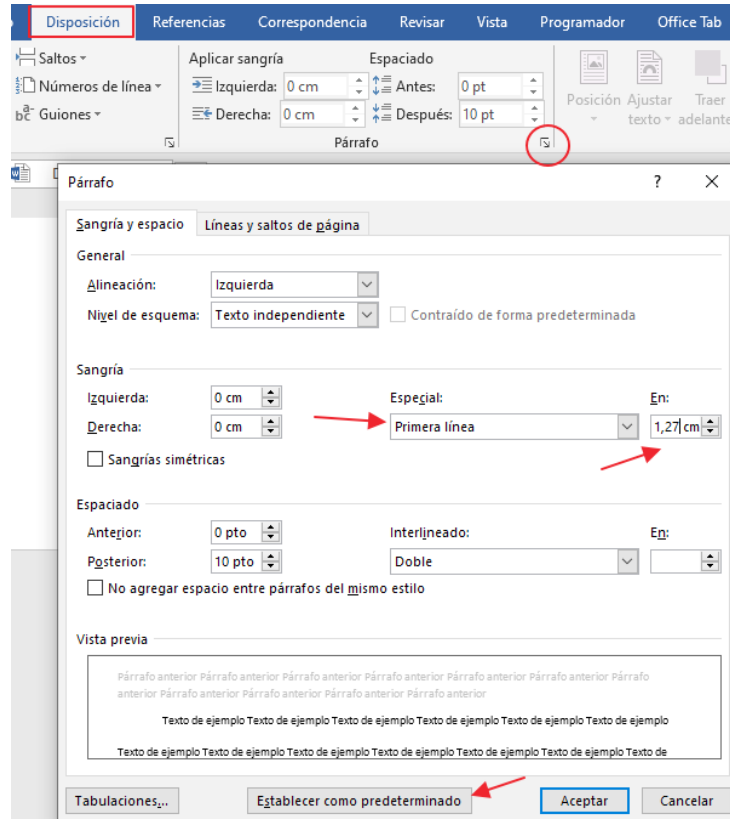 Disposición Referencias Correspondencia Revisar Vista Programador Office Tab
Saltos Aplicar sangría Espaciado
Números de línea Izquierda: 0 cm Antes: 0 pt
Guiones Derecha: 0 cm Después: 10 pt
Posición Ajustar texto Traer adelante
Párrafo
Párrafo ? X
Sangría y espacio Líneas y saltos de página
General
Alineación: Izquierda
Nivel de esquema: Texto independiente Contraído de forma predeterminada
Sangría
Izquierda: 0 cm Especial: En:
Derecha: 0 cm Primera línea 1,27 cm
Sangrías simétricas
Espaciado
Anterior: 0 pto Interlineado: En:
Posterior: 10 pto Doble
No agregar espacio entre párrafos del mismo estilo
Vista previa
Párrafo anterior Párrafo anterior Párrafo anterior Párrafo anterior Párrafo anterior Párrafo anterior Párrafo
anterior Párrafo anterior Párrafo anterior Párrafo anterior Párrafo anterior
Texto de ejemplo Texto de ejemplo Texto de ejemplo Texto de ejemplo Texto de ejemplo Texto de ejemplo
Texto de ejemplo Texto de ejemplo Texto de ejemplo Texto de ejemplo Texto de ejemplo Texto de ejemplo Texto de
Tabulaciones... Establecer como predeterminado Aceptar Cancelar